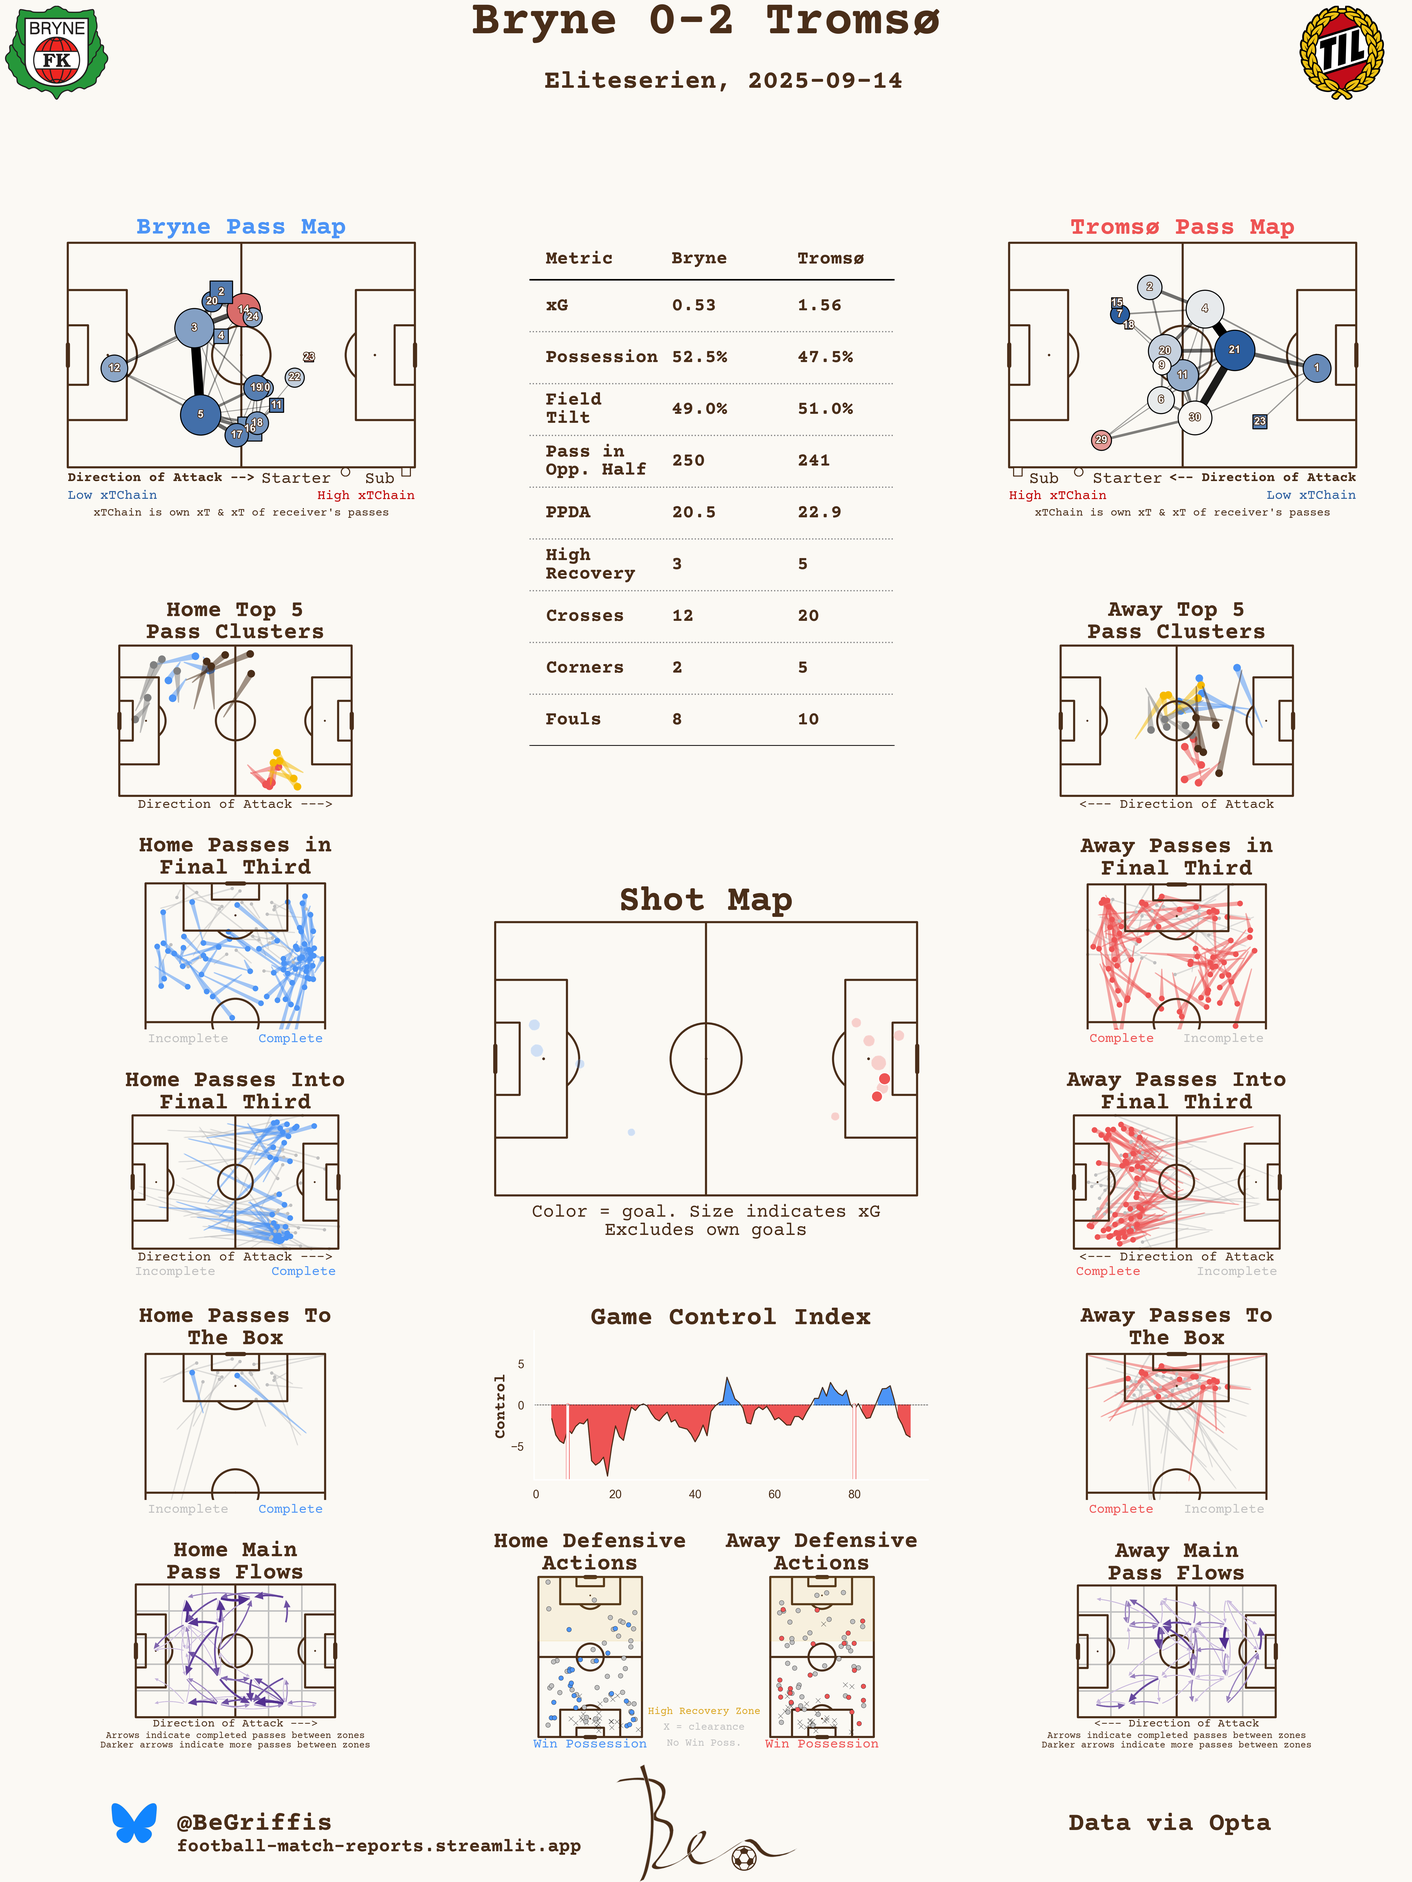 Bryne 0-2 Tromsø
Eliteserien, 2025-09-14
BRYNE
FK
TIL
Bryne Pass Map
20
2
14
24
3
4
12
23
22
19
0
11
5
18
16
17
Direction of Attack --> Starter Sub
Low xTChain High xTChain
xTChain is own xT & xT of receiver's passes
Metric Bryne Tromsø
xG 0.53 1.56
Possession 52.5% 47.5%
Field
Tilt 49.0% 51.0%
Pass in
Opp. Half 250 241
PPDA 20.5 22.9
High
Recovery 3 5
Crosses 12 20
Corners 2 5
Fouls 8 10
Tromsø Pass Map
2
15
7
18
4
20
21
9
11
1
6
30
23
29
Sub Starter <-- Direction of Attack
High xTChain Low xTChain
xTChain is own xT & xT of receiver's passes
Home Top 5
Pass Clusters
Direction of Attack --->
Away Top 5
Pass Clusters
<--- Direction of Attack
Home Passes in
Final Third
Incomplete Complete
Away Passes in
Final Third
Complete Incomplete
Shot Map
Color = goal. Size indicates xG
Excludes own goals
Home Passes Into
Final Third
Direction of Attack --->
Incomplete Complete
Away Passes Into
Final Third
<--- Direction of Attack
Complete Incomplete
Home Passes To
The Box
Incomplete Complete
Game Control Index
Control
5
0
−5
0 20 40 60 80
Away Passes To
The Box
Complete Incomplete
Home Main
Pass Flows
Direction of Attack --->
Arrows indicate completed passes between zones
Darker arrows indicate more passes between zones
Home Defensive
Actions
Win Possession
High Recovery Zone
X = clearance
No Win Poss.
Away Defensive
Actions
Win Possession
Away Main
Pass Flows
<--- Direction of Attack
Arrows indicate completed passes between zones
Darker arrows indicate more passes between zones
@BeGriffis
football-match-reports.streamlit.app
Ben
Data via Opta